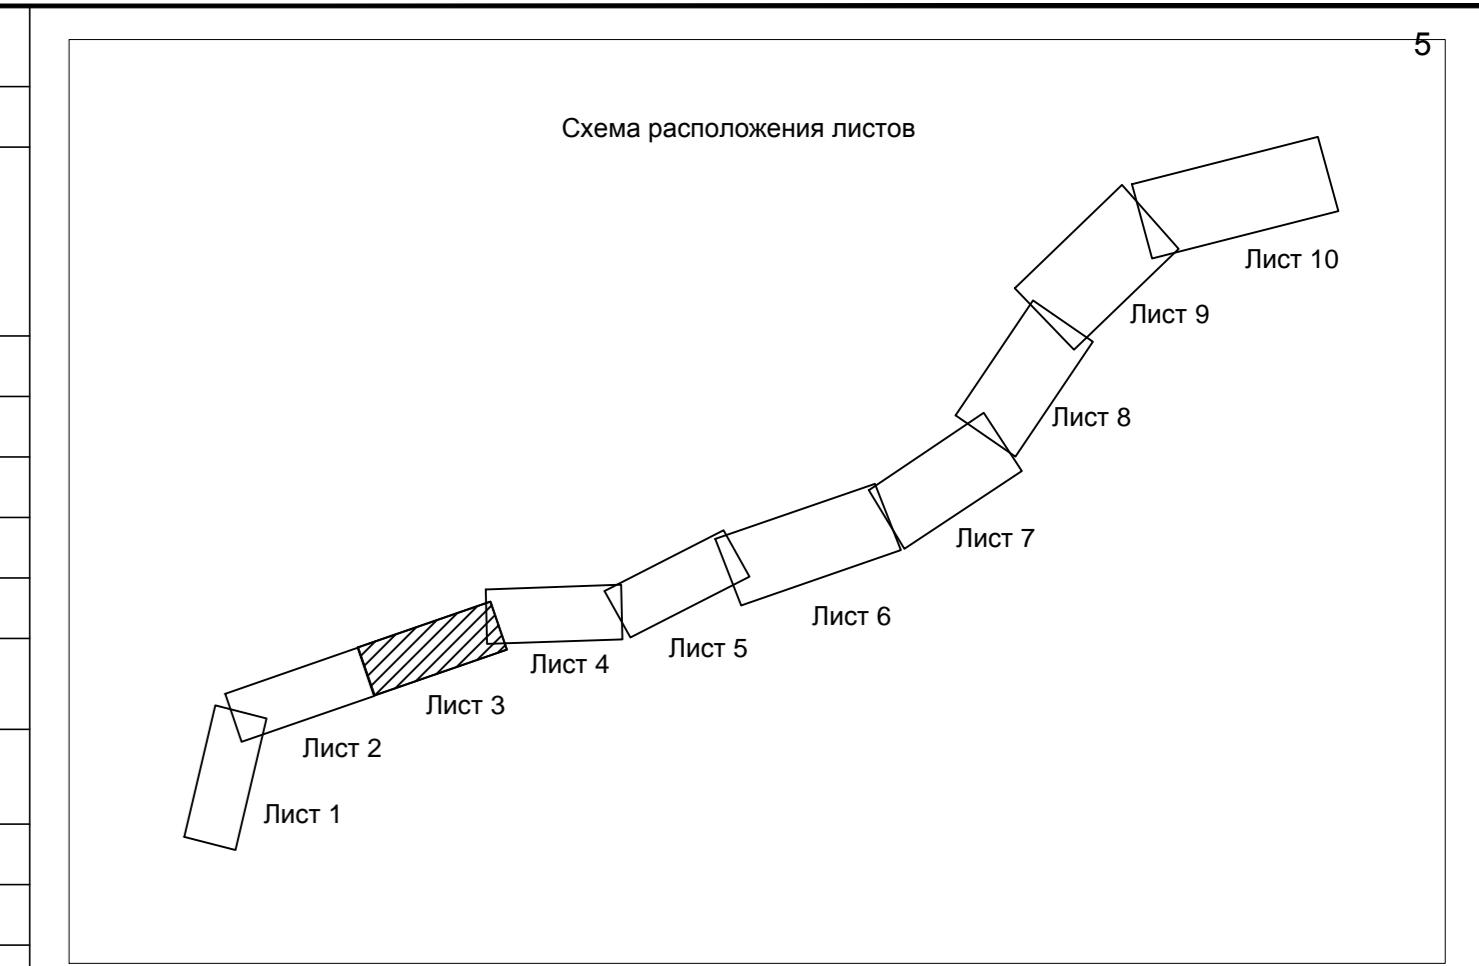 5
Схема расположения листов
Лист 10
Лист 9
Лист 8
Лист 7
Лист 6
Лист 5
Лист 4
Лист 3
Лист 2
Лист 1